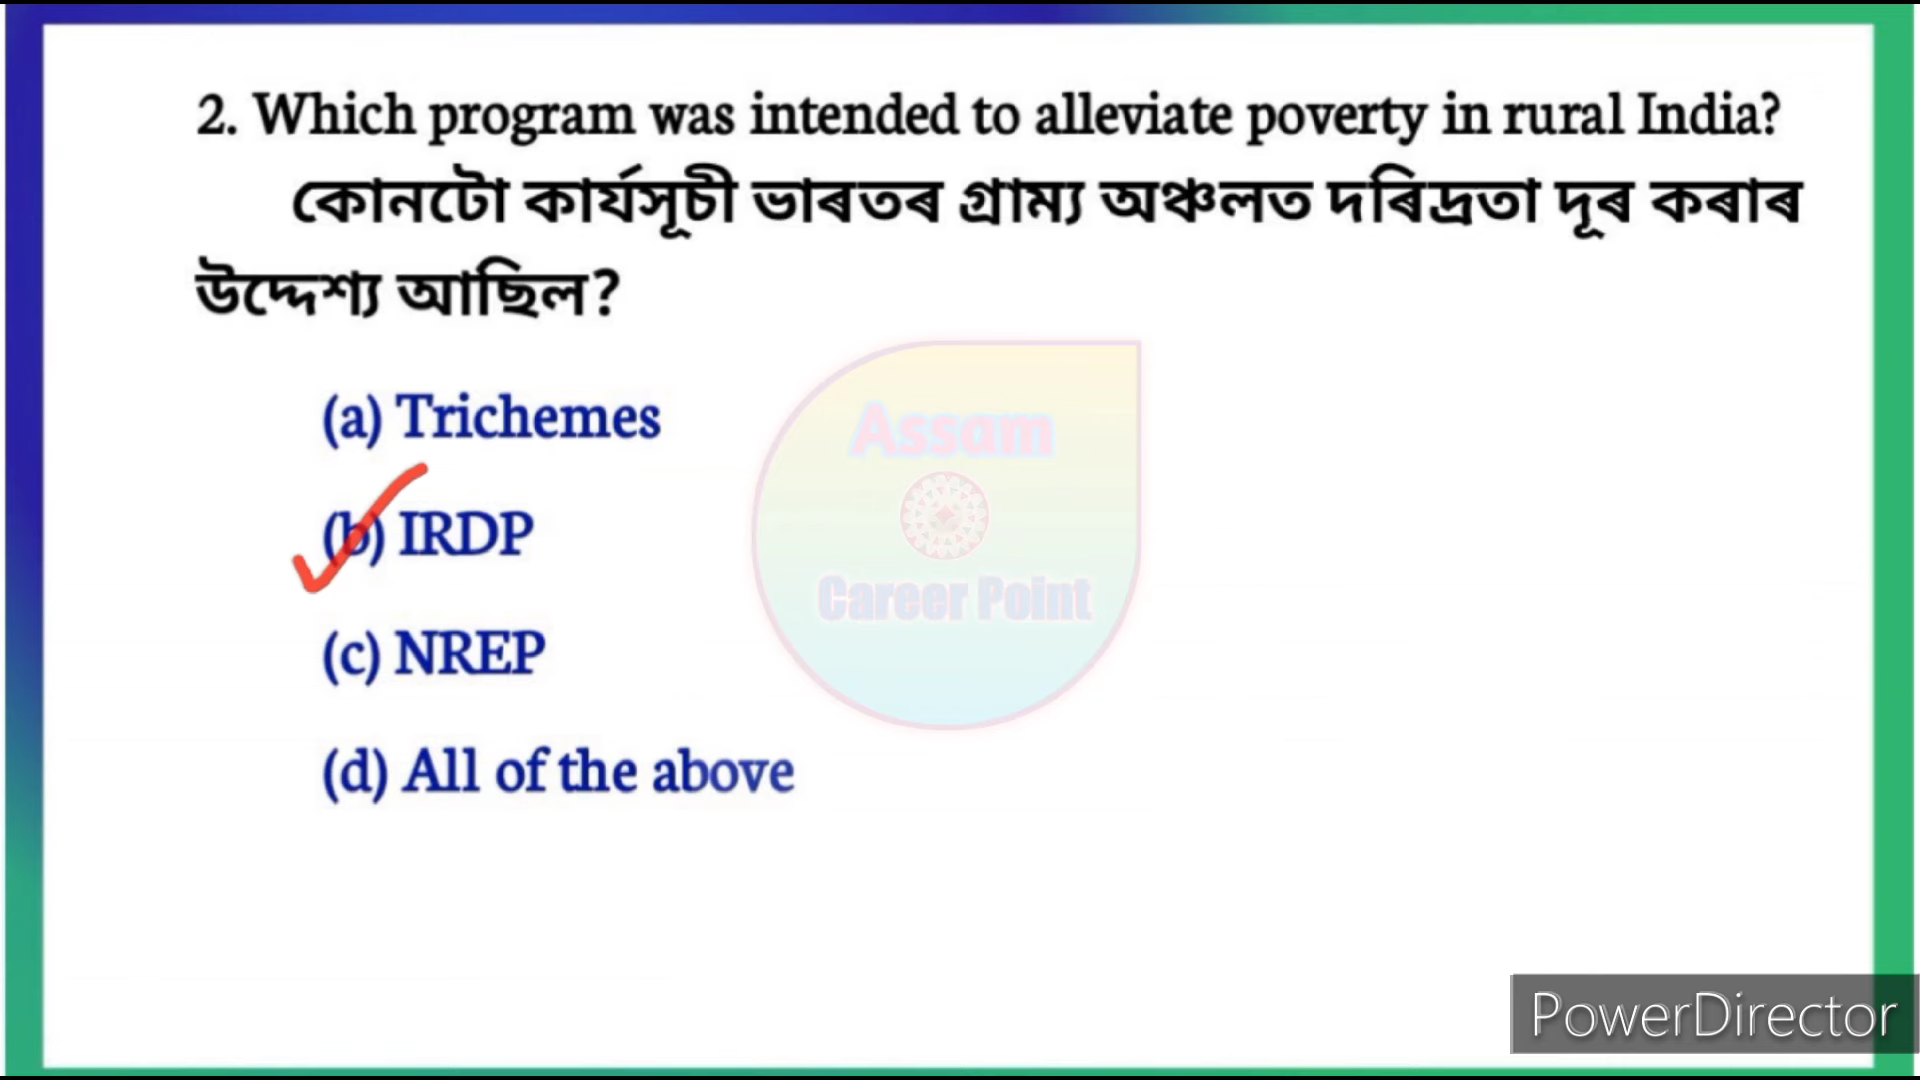 2. Which program was intended to alleviate poverty in rural India?
কোনটো কাৰ্যসূচী ভাৰতৰ গ্ৰাম্য অঞ্চলত দৰিদ্ৰতা দূৰ কৰাৰ
উদ্দেশ্য আছিল?
(a) Trichemes
(b) IRDP
(c) NREP
(d) All of the above
Assam
Career Point
PowerDirector